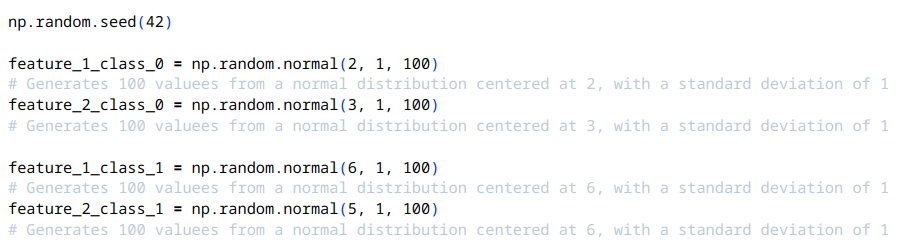 np.random.seed(42)
feature_1_class_0 = np.random.normal(2, 1, 100)
# Generates 100 valuees from a normal distribution centered at 2, with a standard deviation of 1
feature_2_class_0 = np.random.normal(3, 1, 100)
# Generates 100 valuees from a normal distribution centered at 3, with a standard deviation of 1
feature_1_class_1 = np.random.normal(6, 1, 100)
# Generates 100 valuees from a normal distribution centered at 6, with a standard deviation of 1
feature_2_class_1 = np.random.normal(5, 1, 100)
# Generates 100 valuees from a normal distribution centered at 6, with a standard deviation of 1